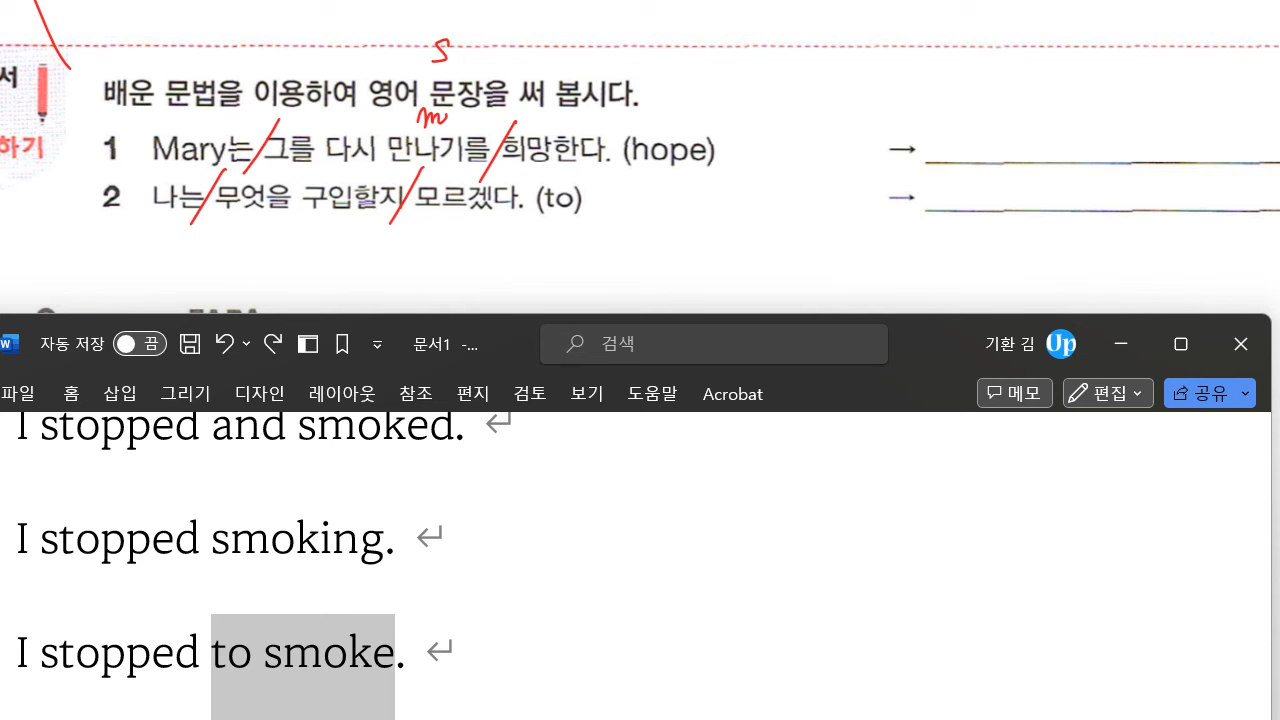 서
S
배운 문법을 이용하여 영어 문장을 써 봅시다.
m
하기
1 Mary는 그를 다시 만나기를 희망한다. (hope) →
2 나는 무엇을 구입할지 모르겠다. (to) →
자동 저장 끔 문서1 -... 검색 기환 김 Up
파일 홈 삽입 그리기 디자인 레이아웃 참조 편지 검토 보기 도움말 Acrobat 메모 편집 공유
I stopped and smoked. ↵
I stopped smoking. ↵
I stopped to smoke. ↵